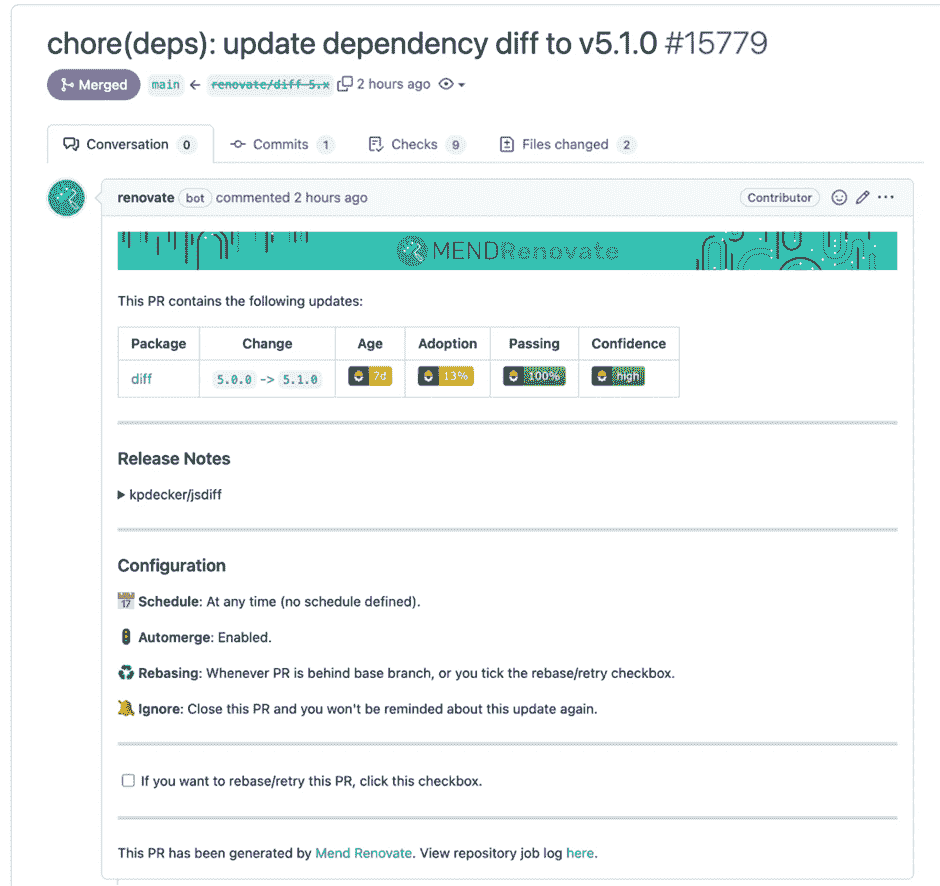 chore(deps): update dependency diff to v5.1.0 #15779
Merged main ← renovate/diff-5.x 2 hours ago
Conversation 0 Commits 1 Checks 9 Files changed 2
renovate bot commented 2 hours ago Contributor
MENDRenovate
This PR contains the following updates:
Package Change Age Adoption Passing Confidence
diff 5.0.0 -> 5.1.0 7d 13% 100% high
Release Notes
kpdecker/jsdiff
Configuration
17 Schedule: At any time (no schedule defined).
Automerge: Enabled.
Rebasing: Whenever PR is behind base branch, or you tick the rebase/retry checkbox.
Ignore: Close this PR and you won't be reminded about this update again.
If you want to rebase/retry this PR, click this checkbox.
This PR has been generated by Mend Renovate. View repository job log here.